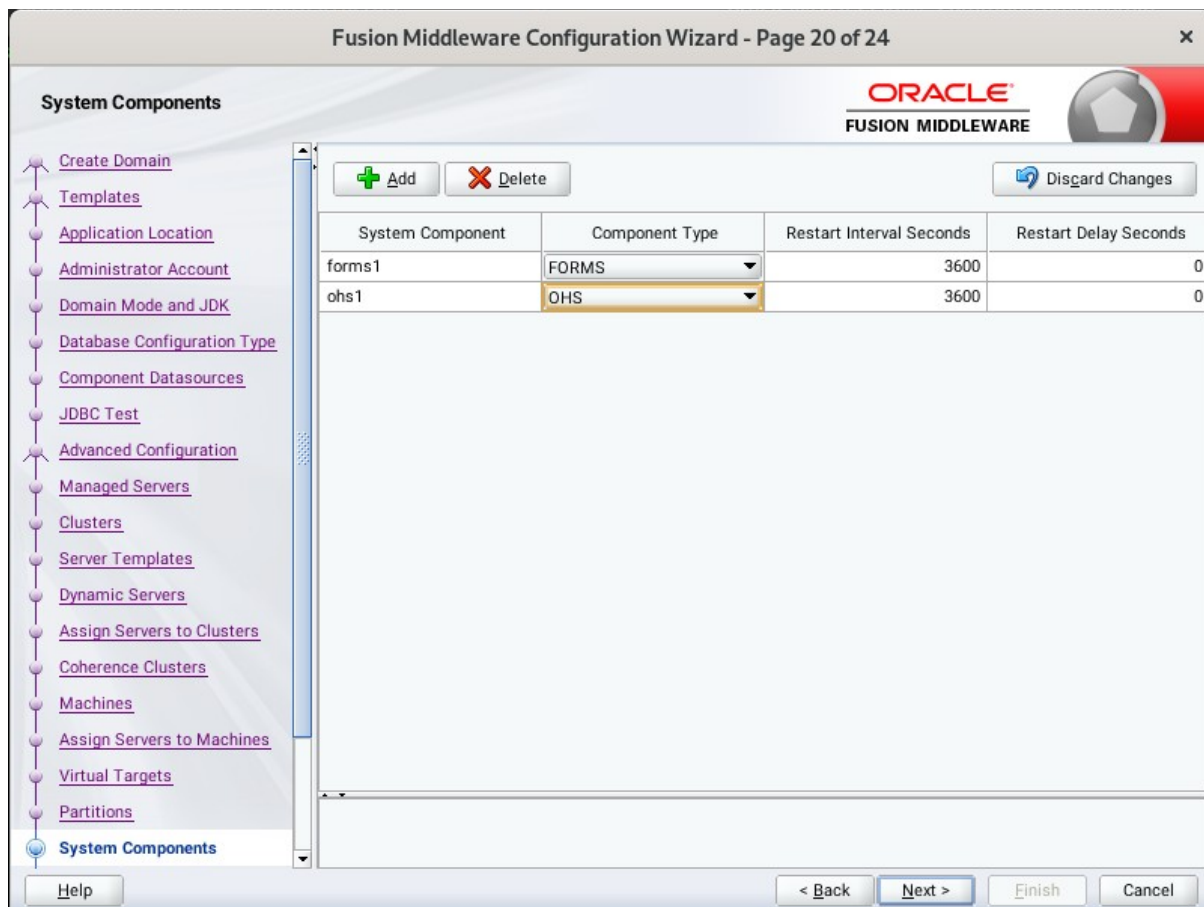 Fusion Middleware Configuration Wizard - Page 20 of 24
System Components
ORACLE
FUSION MIDDLEWARE
Create Domain
Templates
Application Location
Administrator Account
Domain Mode and JDK
Database Configuration Type
Component Datasources
JDBC Test
Advanced Configuration
Managed Servers
Clusters
Server Templates
Dynamic Servers
Assign Servers to Clusters
Coherence Clusters
Machines
Assign Servers to Machines
Virtual Targets
Partitions
System Components
Add Delete Discard Changes
System Component Component Type Restart Interval Seconds Restart Delay Seconds
forms1 FORMS 3600 0
ohs1 OHS 3600 0
Help < Back Next > Finish Cancel